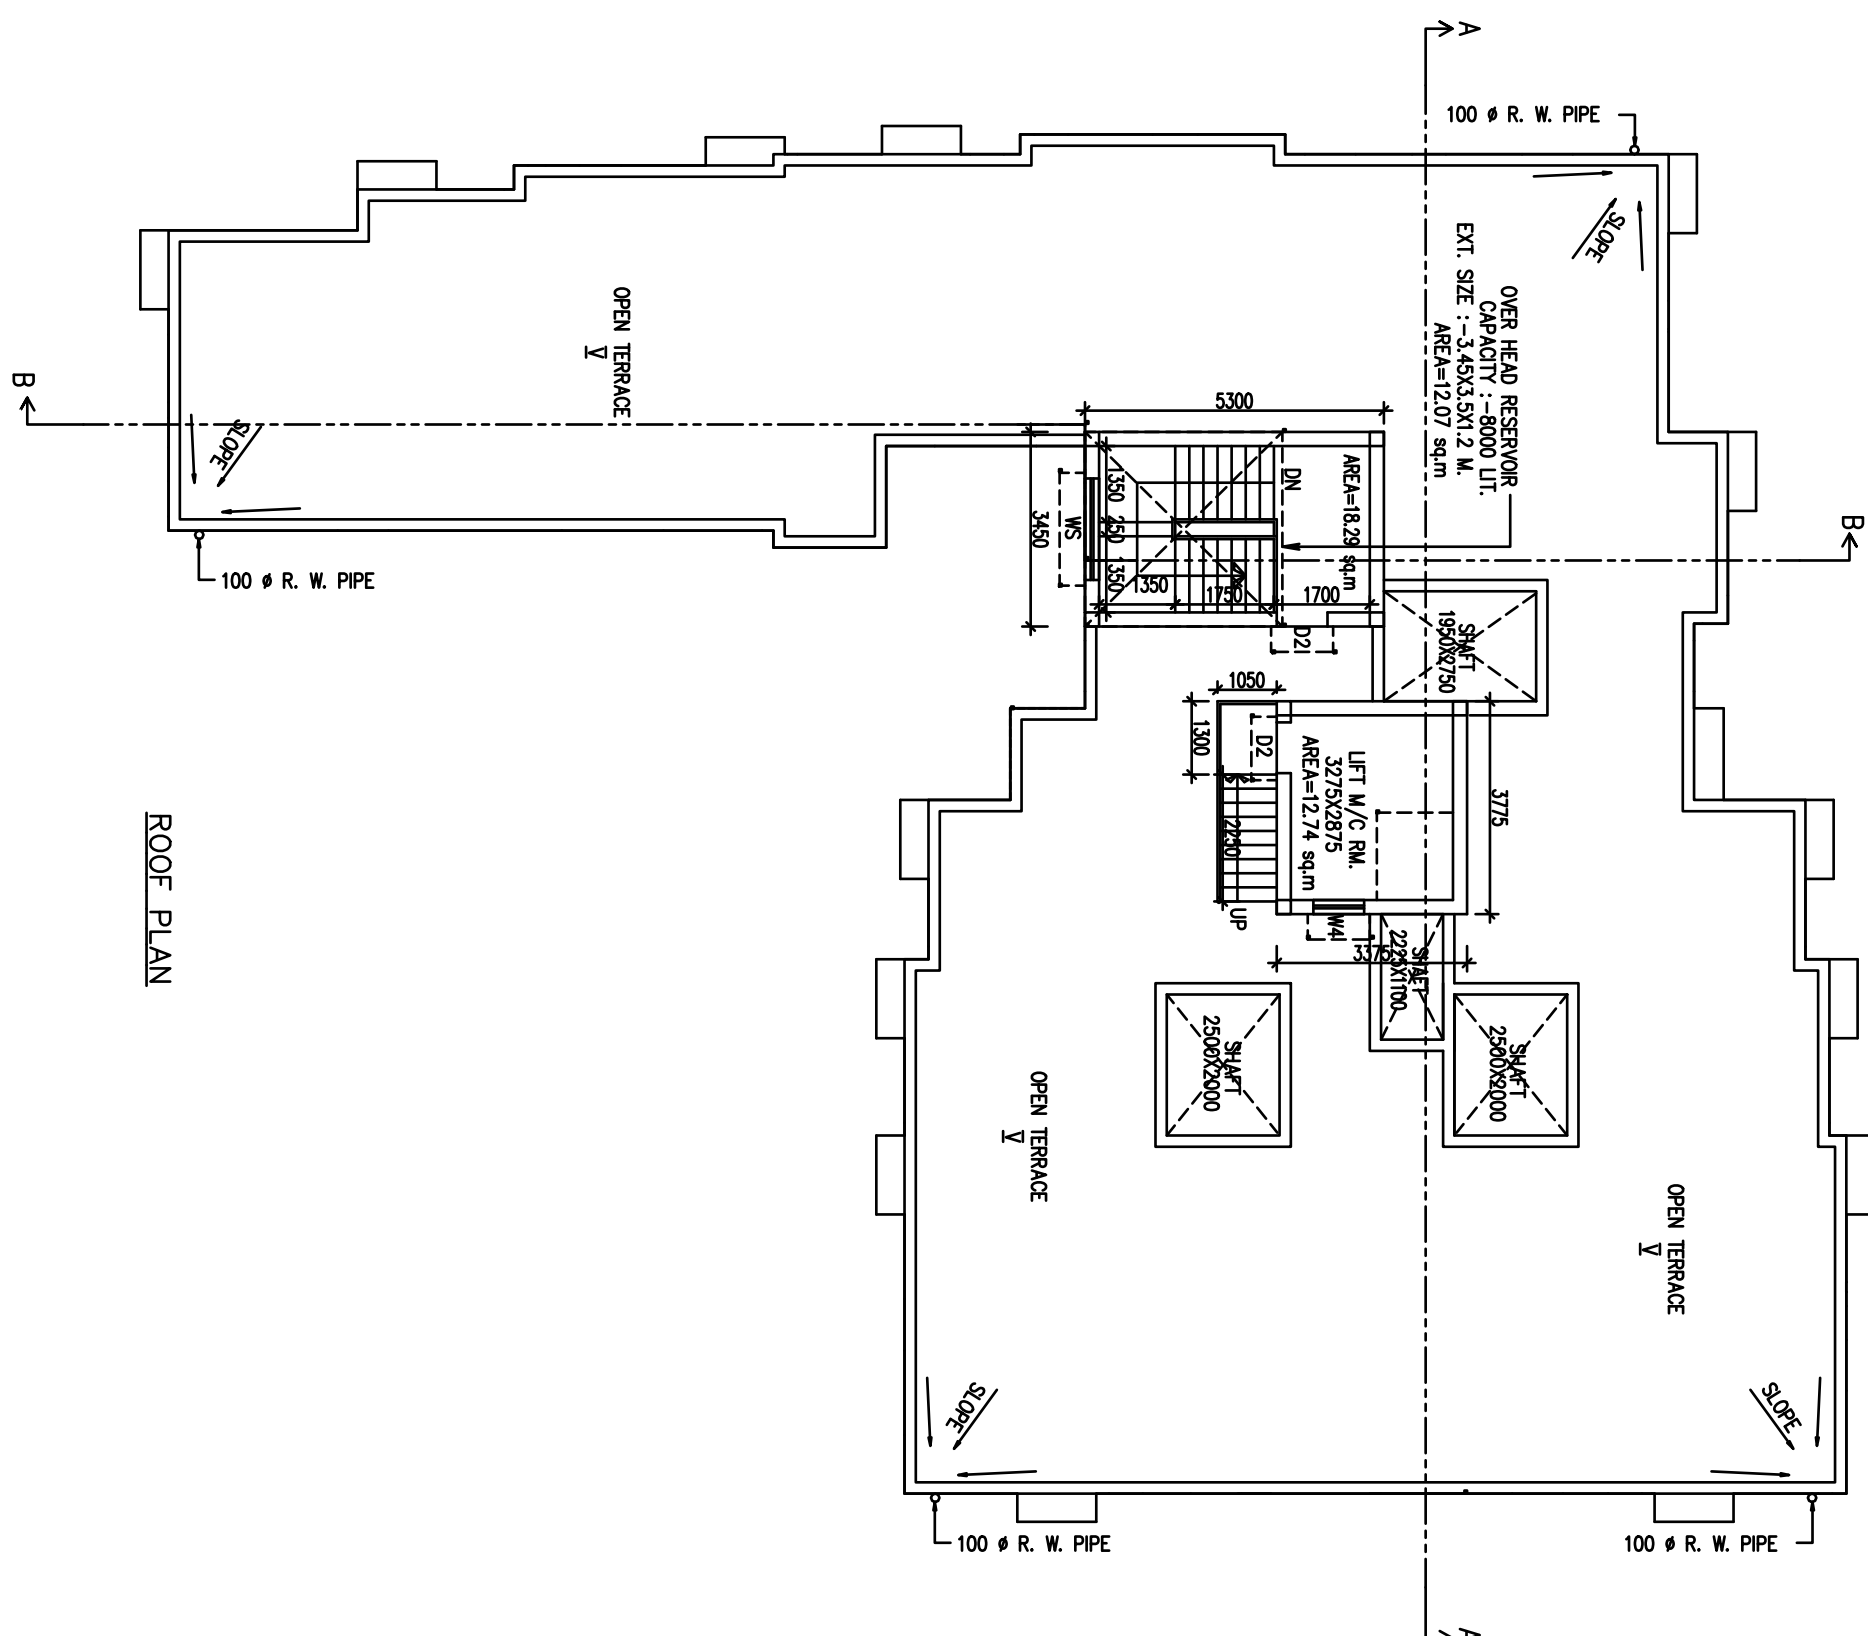 A
100 ø R. W. PIPE
SLOPE
OVER HEAD RESERVOIR
CAPACITY :-8000 LIT.
EXT. SIZE :-3.45X3.5X1.2 M.
AREA=12.07 sq.m
OPEN TERRACE
V
B
B
SLOPE
100 ø R. W. PIPE
5300
DN
AREA=18.29 sq.m
1350
250
1350
3450
WS
1350
1750
1700
D2
SHAFT
1950X2750
1050
1300
D2
LIFT M/C RM.
3275X2875
AREA=12.74 sq.m
3775
2250
UP
W4
3375
SHAFT
2225X1100
SHAFT
2500X2000
SHAFT
2500X2000
ROOF PLAN
OPEN TERRACE
V
OPEN TERRACE
V
SLOPE
SLOPE
100 ø R. W. PIPE
100 ø R. W. PIPE
A